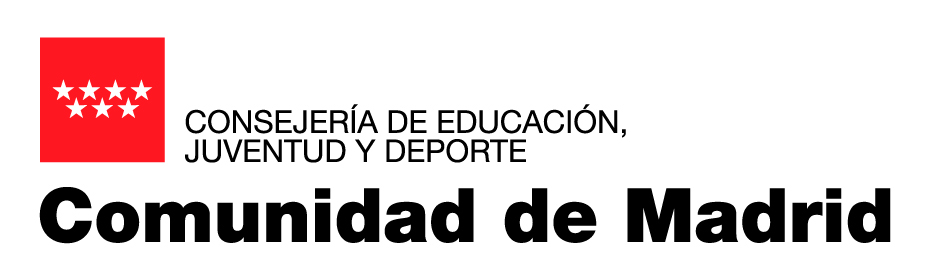 CONSEJERÍA DE EDUCACIÓN,
JUVENTUD Y DEPORTE
Comunidad de Madrid